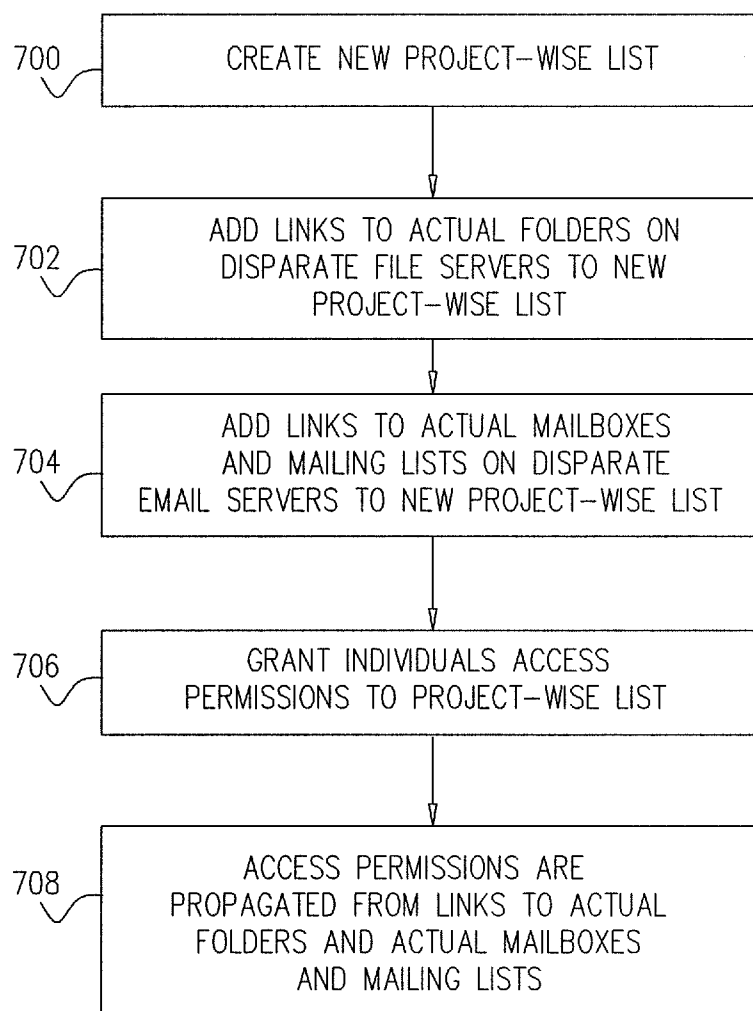 700
CREATE NEW PROJECT-WISE LIST
702
ADD LINKS TO ACTUAL FOLDERS ON
DISPARATE FILE SERVERS TO NEW
PROJECT-WISE LIST
704
ADD LINKS TO ACTUAL MAILBOXES
AND MAILING LISTS ON DISPARATE
EMAIL SERVERS TO NEW PROJECT-WISE LIST
706
GRANT INDIVIDUALS ACCESS
PERMISSIONS TO PROJECT-WISE LIST
708
ACCESS PERMISSIONS ARE
PROPAGATED FROM LINKS TO ACTUAL
FOLDERS AND ACTUAL MAILBOXES
AND MAILING LISTS